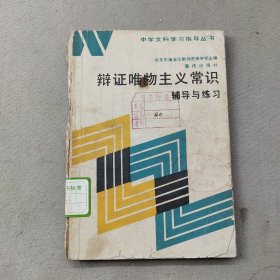 中学文科学习指导丛书
北京市海淀区教师进修学校主编
重庆出版社
辩证唯物主义常识
辅导与练习